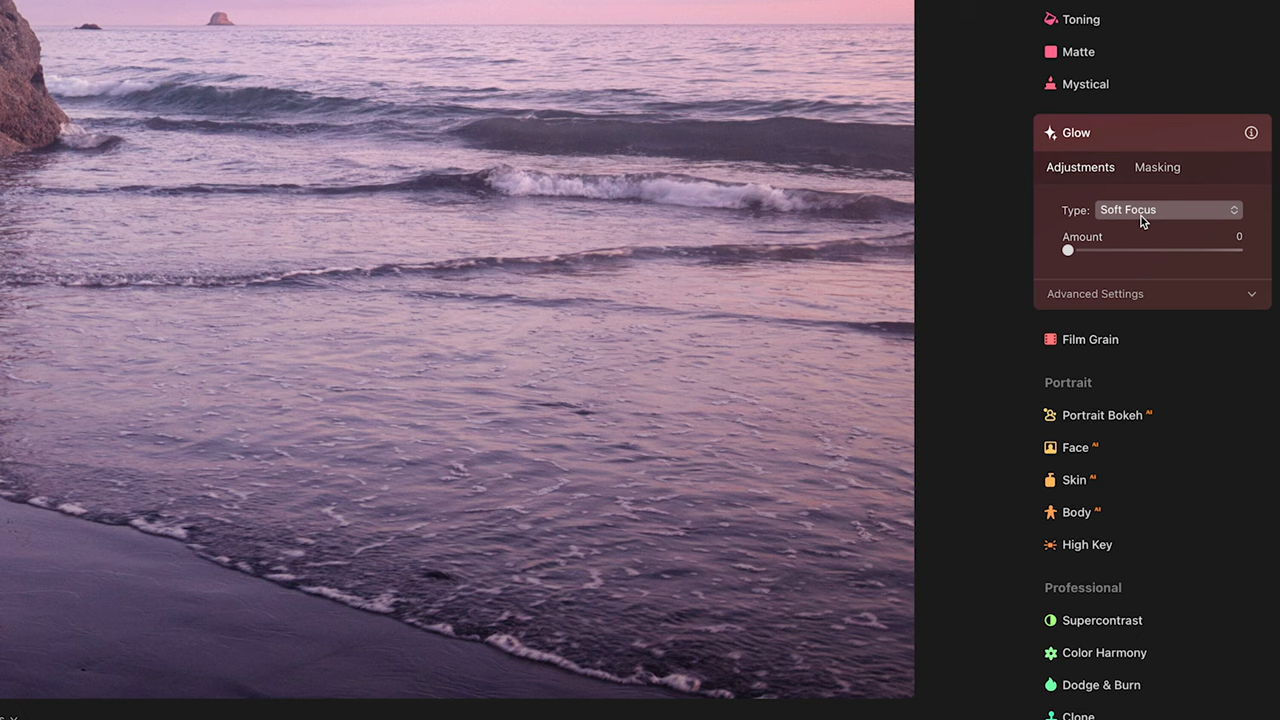 Toning
Matte
Mystical
Glow
Adjustments Masking
Type: Soft Focus
Amount 0
Advanced Settings
Film Grain
Portrait
Portrait Bokeh AI
Face AI
Skin AI
Body AI
High Key
Professional
Supercontrast
Color Harmony
Dodge & Burn
Clone